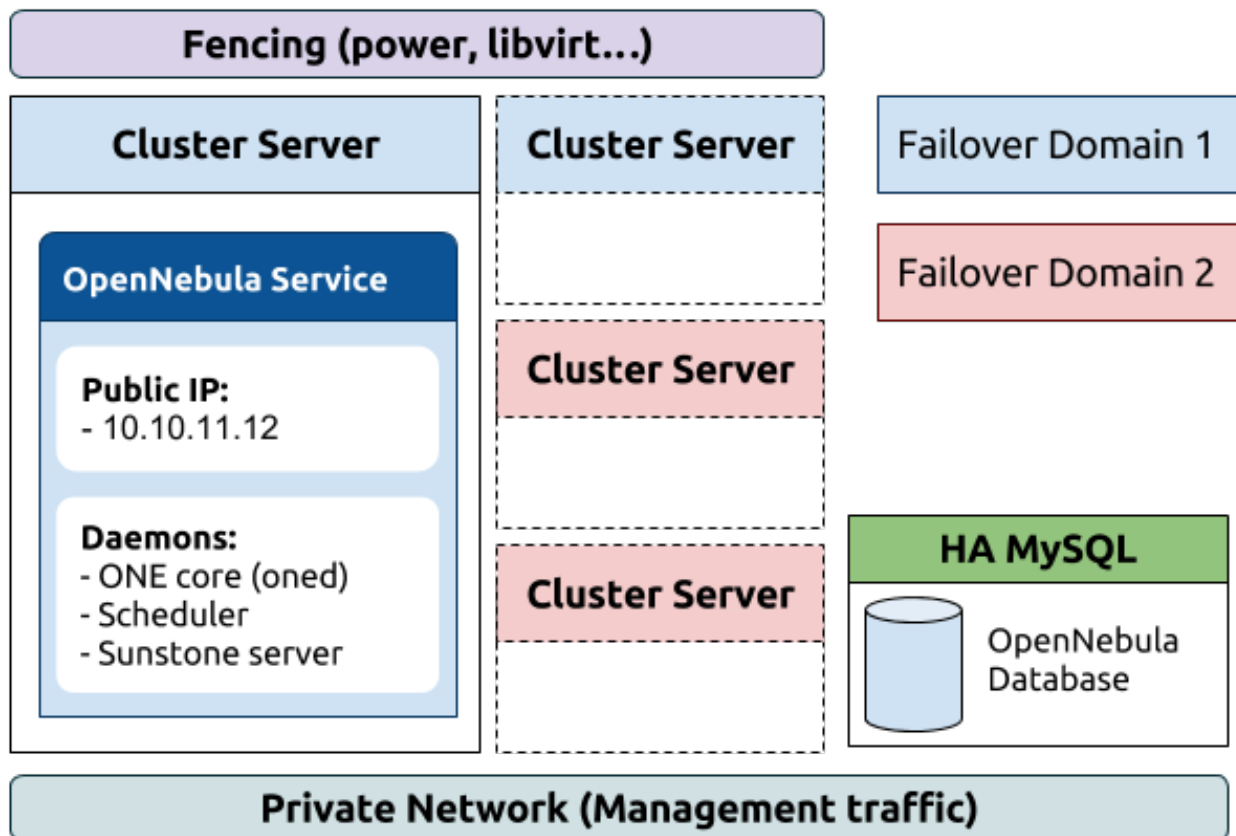 Fencing (power, libvirt...)
Cluster Server
OpenNebula Service
Public IP:
- 10.10.11.12
Daemons:
- ONE core (oned)
- Scheduler
- Sunstone server
Cluster Server
Cluster Server
Cluster Server
Failover Domain 1
Failover Domain 2
HA MySQL
OpenNebula
Database
Private Network (Management traffic)